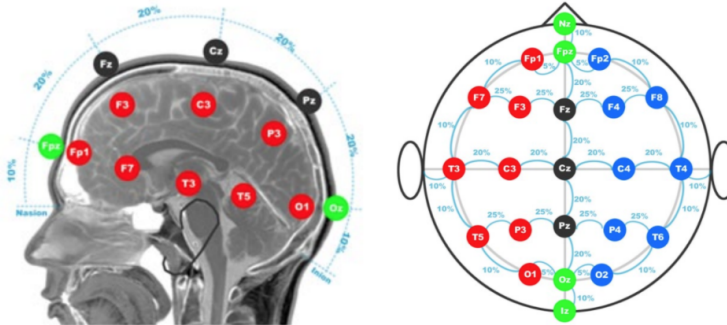 20%
20%
Fz
Cz
20%
Pz
F3
C3
P3
20%
Fpz
Fp1
F7
T3
T5
10%
O1
Oz
Nasion
10%
Inion
Nz
10%
Fpz
Fp1
5%
5%
Fp2
10%
20%
10%
F7
25%
F3
25%
Fz
25%
F4
25%
F8
10%
20%
10%
T3
20%
C3
20%
Cz
20%
C4
20%
T4
10%
10%
10%
20%
10%
T5
25%
P3
25%
Pz
25%
P4
25%
T6
10%
20%
10%
O1
5%
Oz
5%
O2
10%
Iz